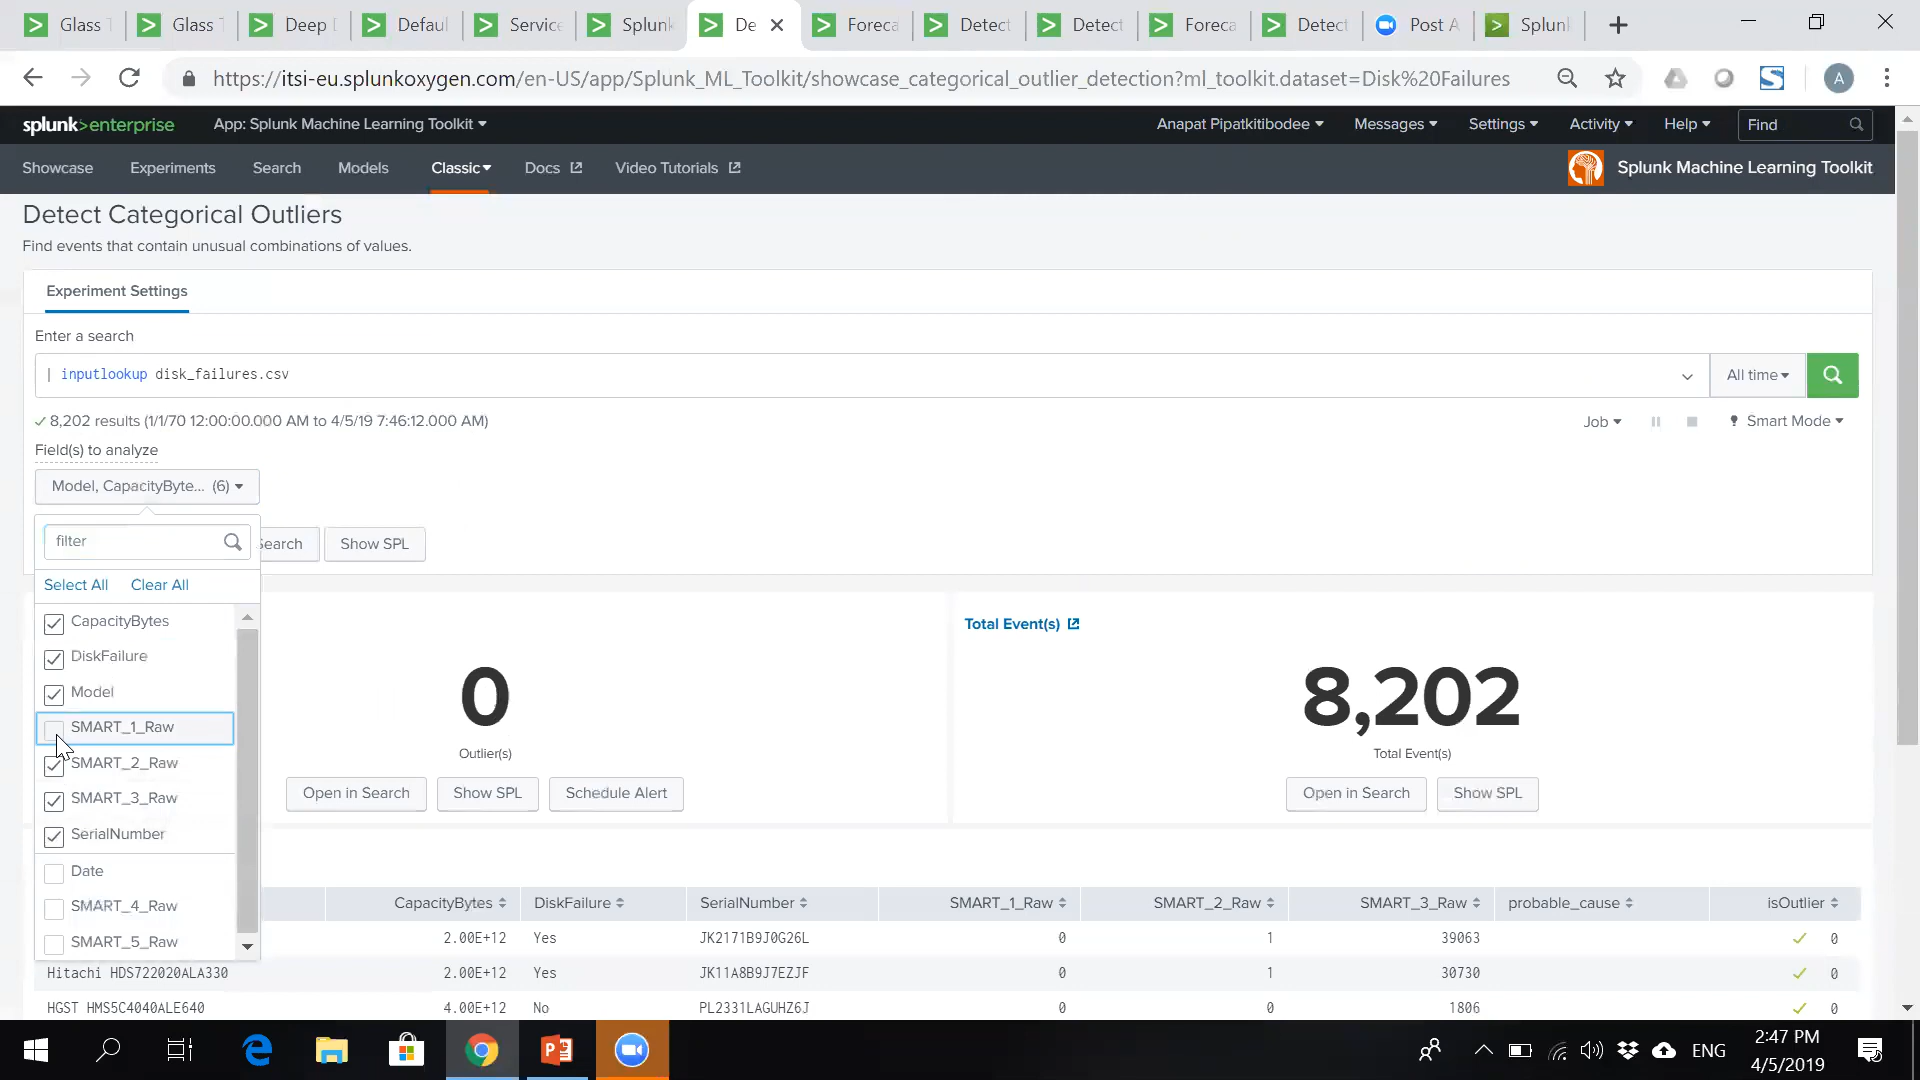 Glass T
Glass T
Deep D
Defaul
Service
Splunk
De
Foreca
Detect
Detect
Foreca
Detect
Post A
Splunk
https://itsi-eu.splunkoxygen.com/en-US/app/Splunk_ML_Toolkit/showcase_categorical_outlier_detection?ml_toolkit.dataset=Disk%20Failures
A
splunk>enterprise
App: Splunk Machine Learning Toolkit
Anapat Pipatkitibodee
Messages
Settings
Activity
Help
Find
Showcase
Experiments
Search
Models
Classic
Docs
Video Tutorials
Splunk Machine Learning Toolkit
Detect Categorical Outliers
Find events that contain unusual combinations of values.
Experiment Settings
Enter a search
| inputlookup disk_failures.csv
All time
8,202 results (1/1/70 12:00:00.000 AM to 4/5/19 7:46:12.000 AM)
Job
Smart Mode
Field(s) to analyze
Model, CapacityByte... (6)
filter
Search
Show SPL
Select All
Clear All
CapacityBytes
DiskFailure
Model
SMART_1_Raw
SMART_2_Raw
SMART_3_Raw
SerialNumber
Date
SMART_4_Raw
SMART_5_Raw
0
Outlier(s)
Open in Search
Show SPL
Schedule Alert
Total Event(s)
8,202
Total Event(s)
Open in Search
Show SPL
CapacityBytes DiskFailure SerialNumber SMART_1_Raw SMART_2_Raw SMART_3_Raw probable_cause isOutlier
2.00E+12 Yes JK2171B9J0G26L 0 1 39063 0
Hitachi HDS722020ALA330 2.00E+12 Yes JK11A8B9J7EZJF 0 1 30730 0
HGST HMS5C4040ALE640 4.00E+12 No PL2331LAGUHZ6J 0 0 1806 0
ENG
2:47 PM
4/5/2019